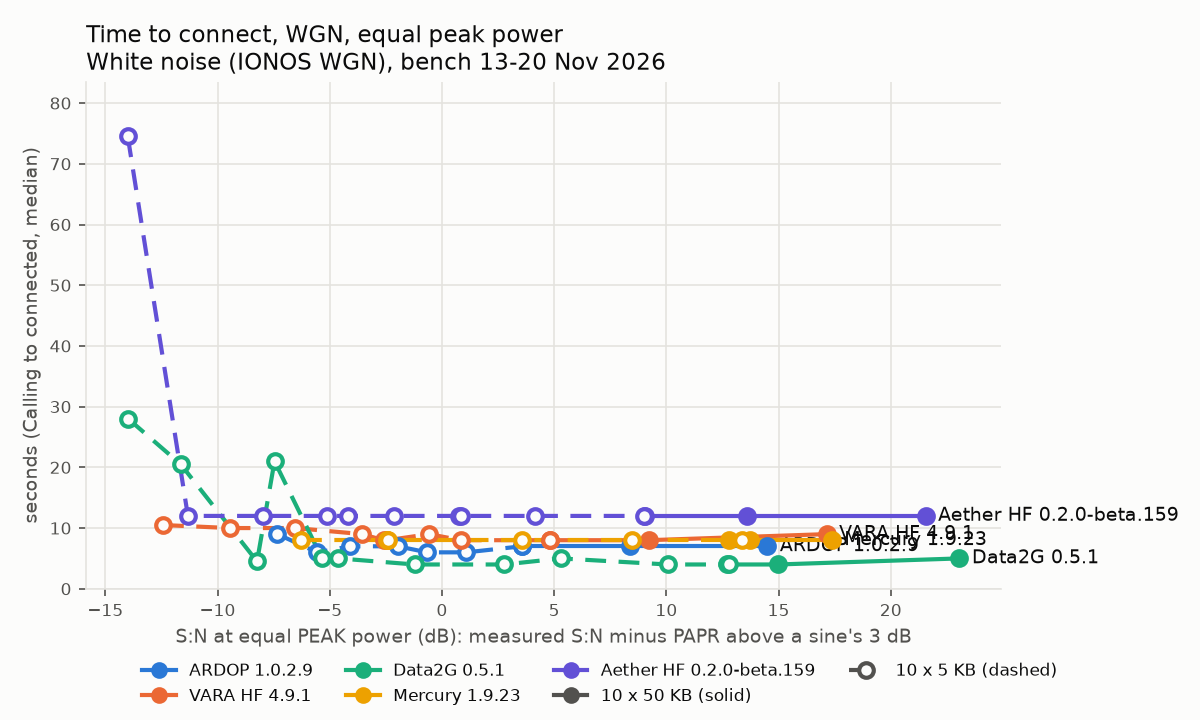 Time to connect, WGN, equal peak power
White noise (IONOS WGN), bench 13-20 Nov 2026
seconds (Calling to connected, median)
80
70
60
50
40
30
20
10
0
−15
−10
−5
0
5
10
15
20
Aether HF 0.2.0-beta.159
VARA HF 4.9.1
Mercury 1.9.23
ARDOP 1.0.2.9
Data2G 0.5.1
S:N at equal PEAK power (dB): measured S:N minus PAPR above a sine's 3 dB
ARDOP 1.0.2.9 Data2G 0.5.1 Aether HF 0.2.0-beta.159 10 x 5 KB (dashed)
VARA HF 4.9.1 Mercury 1.9.23 10 x 50 KB (solid)